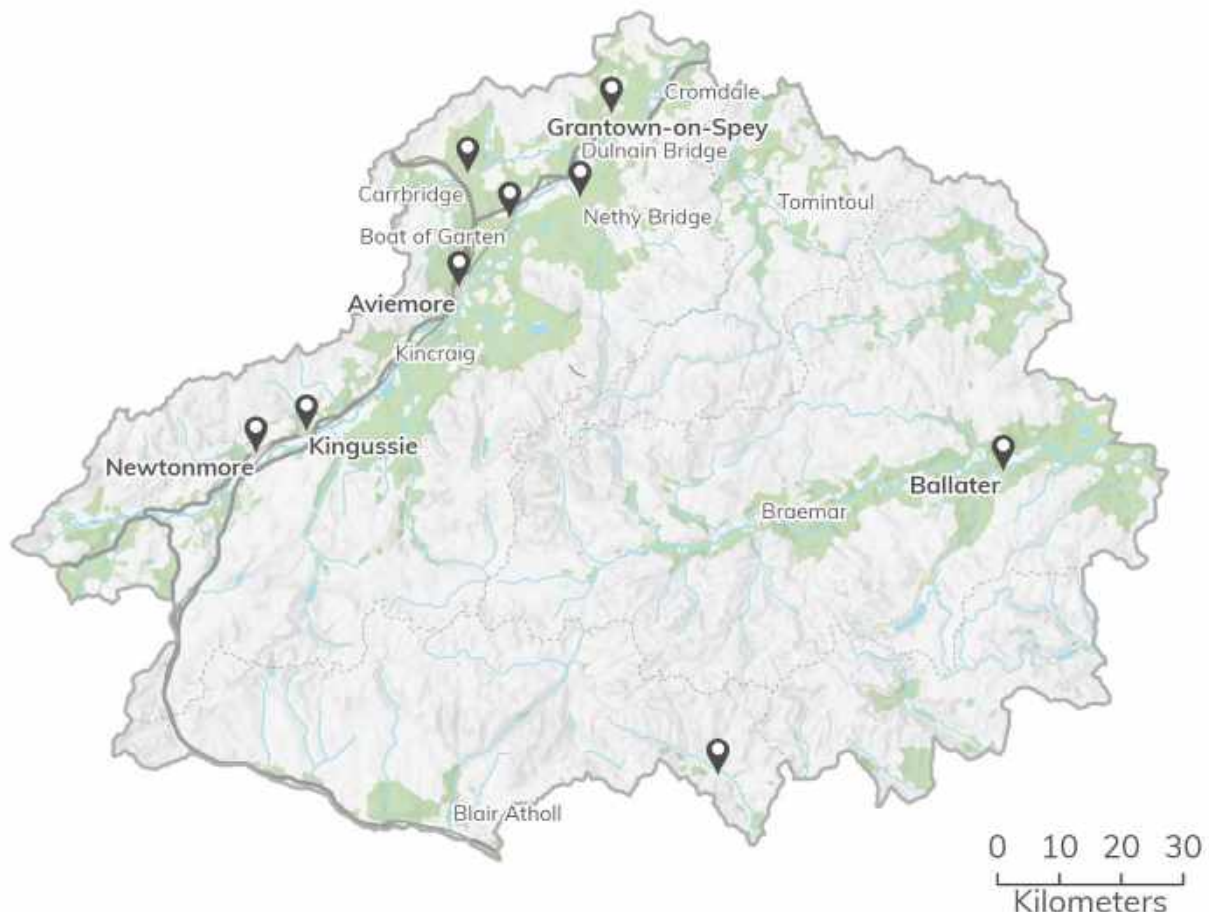 Cromdale
Grantown-on-Spey
Dulnain Bridge
Carrbridge
Tomintoul
Nethy Bridge
Boat of Garten
Aviemore
Kincraig
Kingussie
Newtonmore
Ballater
Braemar
Blair Atholl
0 10 20 30
Kilometers